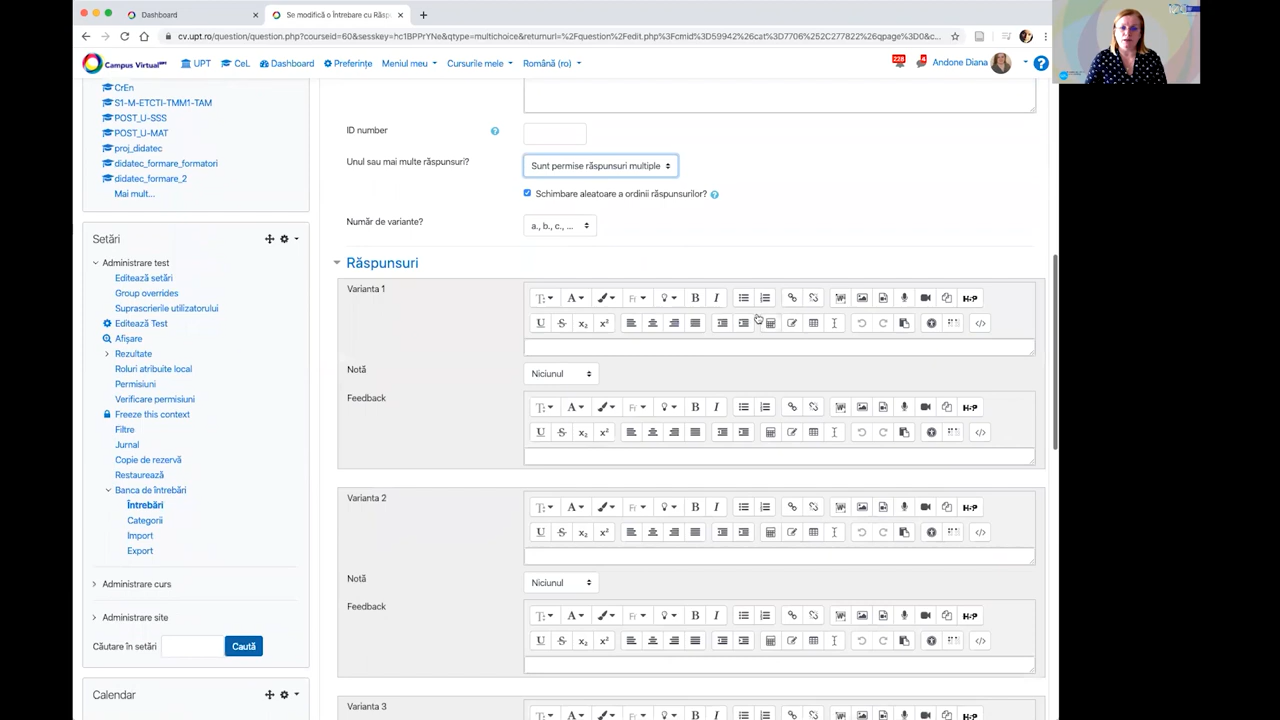 Dashboard
Se modifică o Întrebare cu Răsp
cv.upt.ro/question/question.php?courseid=60&sesskey=hc1BPPrYNe&qtype=multichoice&returnurl=%2Fquestion%2Fedit.php%3Fcmid%3D59942%26cat%3D7706%252C277822%26qpage%3D0&c...
Campus Virtual UPT
UPT
CeL
Dashboard
Preferințe
Meniul meu
Cursurile mele
Română (ro)
228
Andone Diana
CrEn
S1-M-ETCTI-TMM1-TAM
POST_U-SSS
POST_U-MAT
proj_didatec
didatec_formare_formatori
didatec_formare_2
Mai mult...
Setări
Administrare test
Editează setări
Group overrides
Suprascrierile utilizatorului
Editează Test
Afișare
Rezultate
Roluri atribuite local
Permisiuni
Verificare permisiuni
Freeze this context
Filtre
Jurnal
Copie de rezervă
Restaurează
Banca de întrebări
Întrebări
Categorii
Import
Export
Administrare curs
Administrare site
Căutare în setări
Caută
Calendar
ID number
Unul sau mai multe răspunsuri?
Sunt permise răspunsuri multiple
Schimbare aleatoare a ordinii răspunsurilor?
Număr de variante?
a., b., c., ...
Răspunsuri
Varianta 1
Notă
Niciunul
Feedback
Varianta 2
Notă
Niciunul
Feedback
Varianta 3